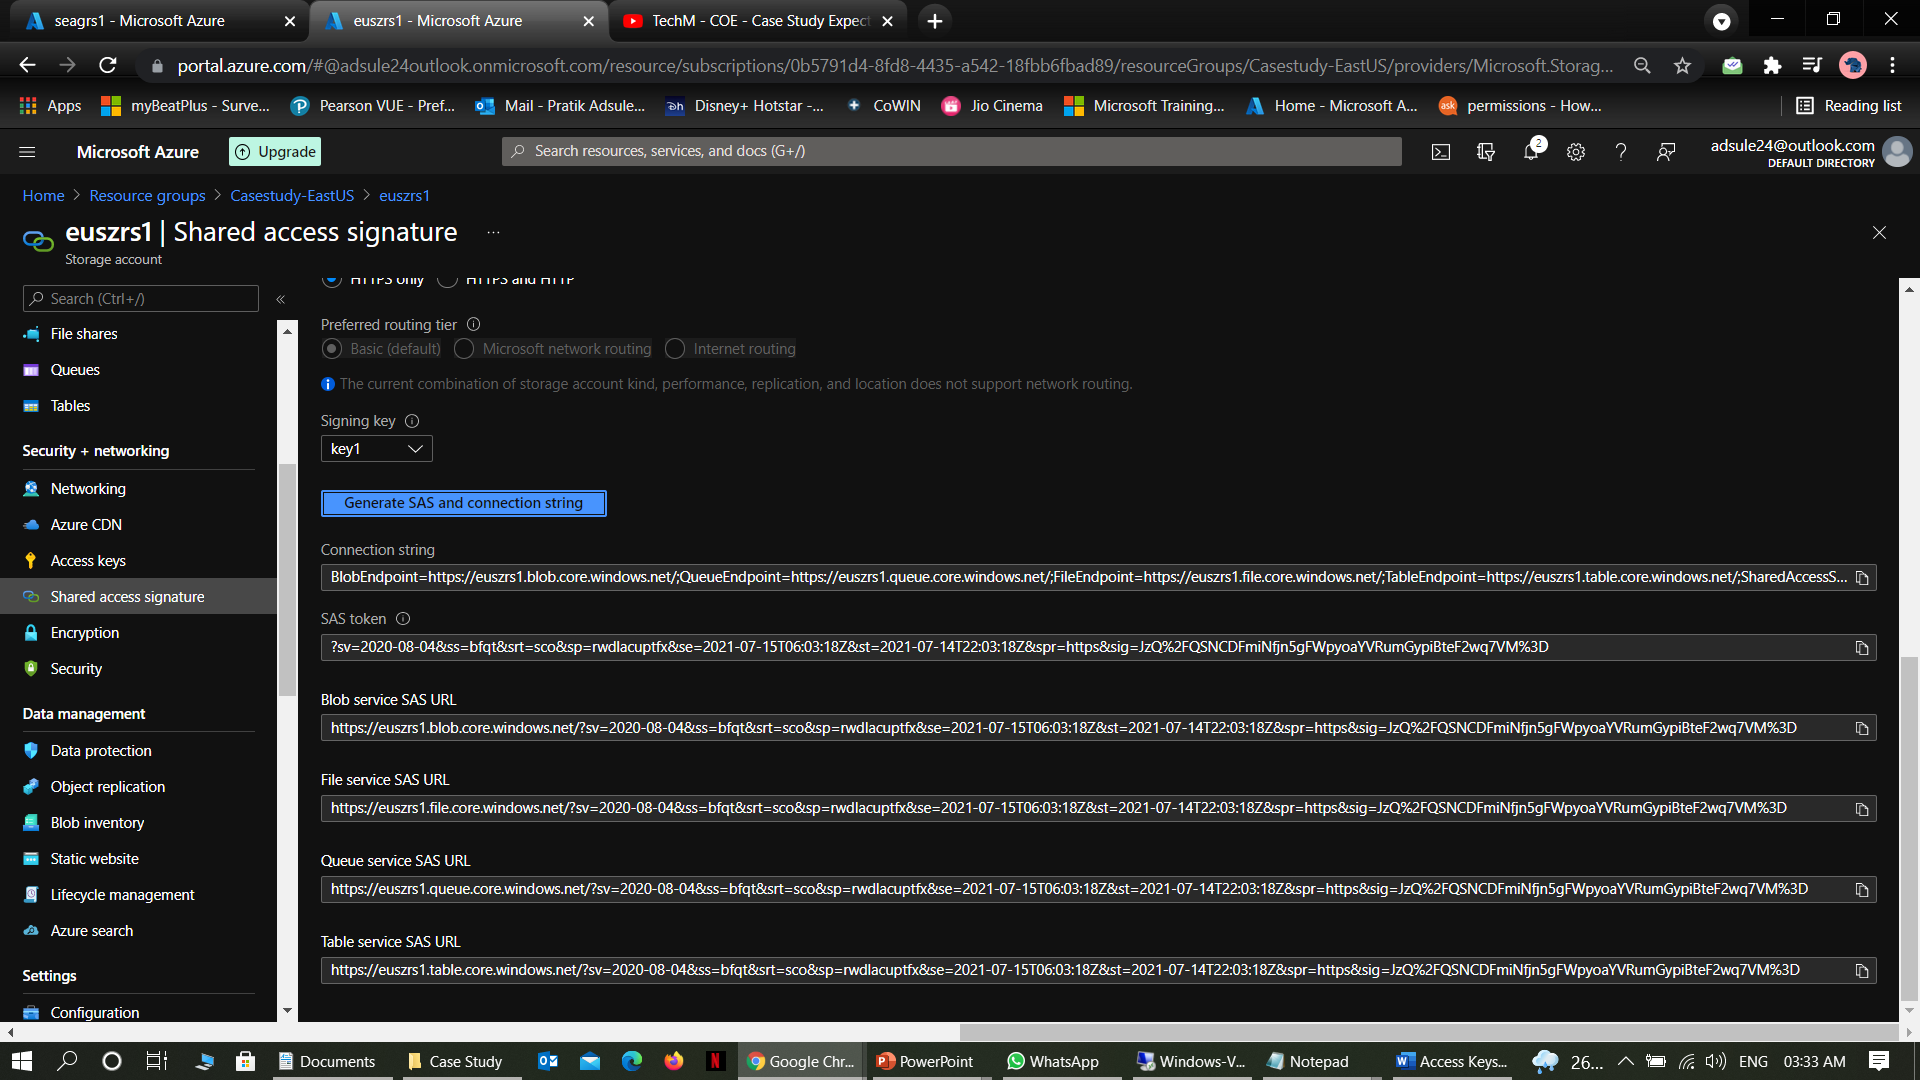 seagrs1 - Microsoft Azure
euszrs1 - Microsoft Azure
TechM - COE - Case Study Expect
portal.azure.com/#@adsule24outlook.onmicrosoft.com/resource/subscriptions/0b5791d4-8fd8-4435-a542-18fbb6fbad89/resourceGroups/Casestudy-EastUS/providers/Microsoft.Storag...
Apps
myBeatPlus - Surve...
Pearson VUE - Pref...
Mail - Pratik Adsule...
Disney+ Hotstar -...
CoWIN
Jio Cinema
Microsoft Training...
Home - Microsoft A...
ask
permissions - How...
Reading list
Microsoft Azure
Upgrade
Search resources, services, and docs (G+/)
2
adsule24@outlook.com
DEFAULT DIRECTORY
Home > Resource groups > Casestudy-EastUS > euszrs1
euszrs1 | Shared access signature ...
Storage account
Search (Ctrl+/)
File shares
Queues
Tables
Security + networking
Networking
Azure CDN
Access keys
Shared access signature
Encryption
Security
Data management
Data protection
Object replication
Blob inventory
Static website
Lifecycle management
Azure search
Settings
Configuration
HTTPS only
HTTPS and HTTP
Preferred routing tier
Basic (default)
Microsoft network routing
Internet routing
The current combination of storage account kind, performance, replication, and location does not support network routing.
Signing key
key1
Generate SAS and connection string
Connection string
BlobEndpoint=https://euszrs1.blob.core.windows.net/;QueueEndpoint=https://euszrs1.queue.core.windows.net/;FileEndpoint=https://euszrs1.file.core.windows.net/;TableEndpoint=https://euszrs1.table.core.windows.net/;SharedAccessS...
SAS token
?sv=2020-08-04&ss=bfqt&srt=sco&sp=rwdlacuptfx&se=2021-07-15T06:03:18Z&st=2021-07-14T22:03:18Z&spr=https&sig=JzQ%2FQSNCDFmiNfjn5gFWpyoaYVRumGypiBteF2wq7VM%3D
Blob service SAS URL
https://euszrs1.blob.core.windows.net/?sv=2020-08-04&ss=bfqt&srt=sco&sp=rwdlacuptfx&se=2021-07-15T06:03:18Z&st=2021-07-14T22:03:18Z&spr=https&sig=JzQ%2FQSNCDFmiNfjn5gFWpyoaYVRumGypiBteF2wq7VM%3D
File service SAS URL
https://euszrs1.file.core.windows.net/?sv=2020-08-04&ss=bfqt&srt=sco&sp=rwdlacuptfx&se=2021-07-15T06:03:18Z&st=2021-07-14T22:03:18Z&spr=https&sig=JzQ%2FQSNCDFmiNfjn5gFWpyoaYVRumGypiBteF2wq7VM%3D
Queue service SAS URL
https://euszrs1.queue.core.windows.net/?sv=2020-08-04&ss=bfqt&srt=sco&sp=rwdlacuptfx&se=2021-07-15T06:03:18Z&st=2021-07-14T22:03:18Z&spr=https&sig=JzQ%2FQSNCDFmiNfjn5gFWpyoaYVRumGypiBteF2wq7VM%3D
Table service SAS URL
https://euszrs1.table.core.windows.net/?sv=2020-08-04&ss=bfqt&srt=sco&sp=rwdlacuptfx&se=2021-07-15T06:03:18Z&st=2021-07-14T22:03:18Z&spr=https&sig=JzQ%2FQSNCDFmiNfjn5gFWpyoaYVRumGypiBteF2wq7VM%3D
Documents
Case Study
Google Chr...
PowerPoint
WhatsApp
Windows-V...
Notepad
Access Keys...
26...
ENG
03:33 AM